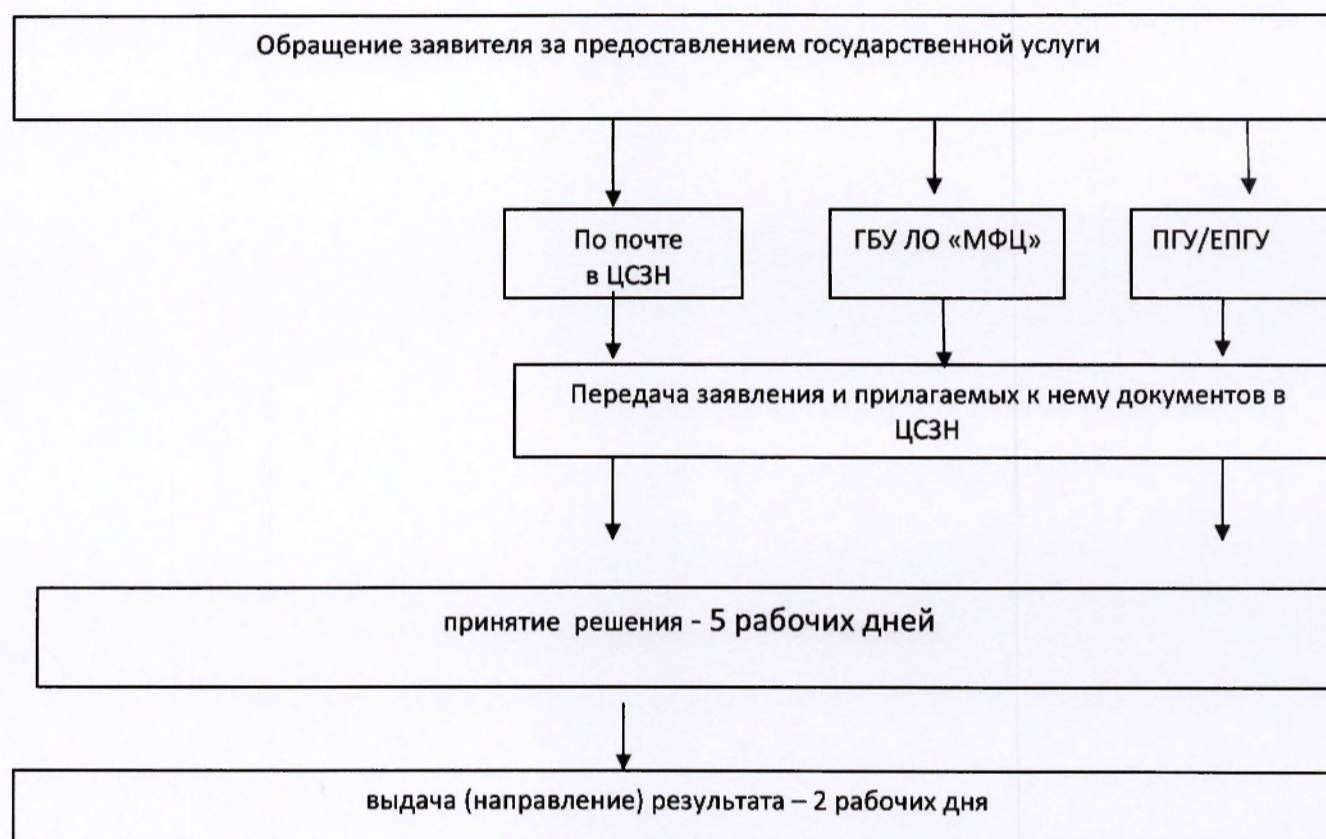 Обращение заявителя за предоставлением государственной услуги
По почте
в ЦСЗН
ГБУ ЛО «МФЦ»
ПГУ/ЕПГУ
Передача заявления и прилагаемых к нему документов в
ЦСЗН
принятие решения - 5 рабочих дней
выдача (направление) результата – 2 рабочих дня